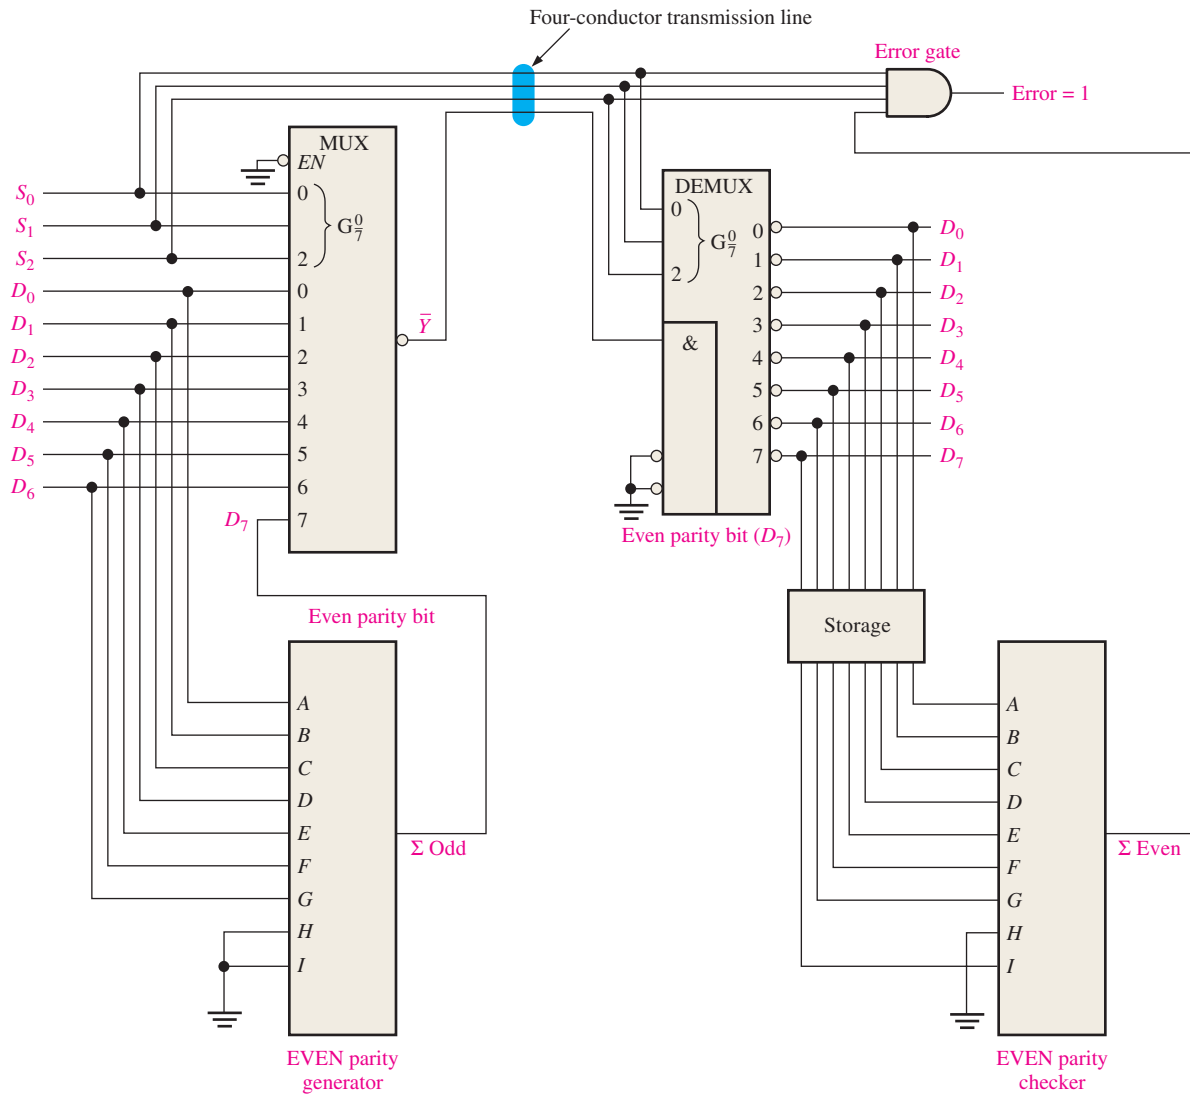 Four-conductor transmission line
Error gate
Error = 1
MUX
EN
S0
S1
S2
D0
D1
D2
D3
D4
D5
D6
D7
0
2
G 0/7
0
1
2
3
4
5
6
7
Y̅
DEMUX
0
2
G 0/7
&
0
1
2
3
4
5
6
7
D0
D1
D2
D3
D4
D5
D6
D7
Even parity bit (D7)
Even parity bit
Storage
A
B
C
D
E
F
G
H
I
Σ Odd
EVEN parity
generator
A
B
C
D
E
F
G
H
I
Σ Even
EVEN parity
checker